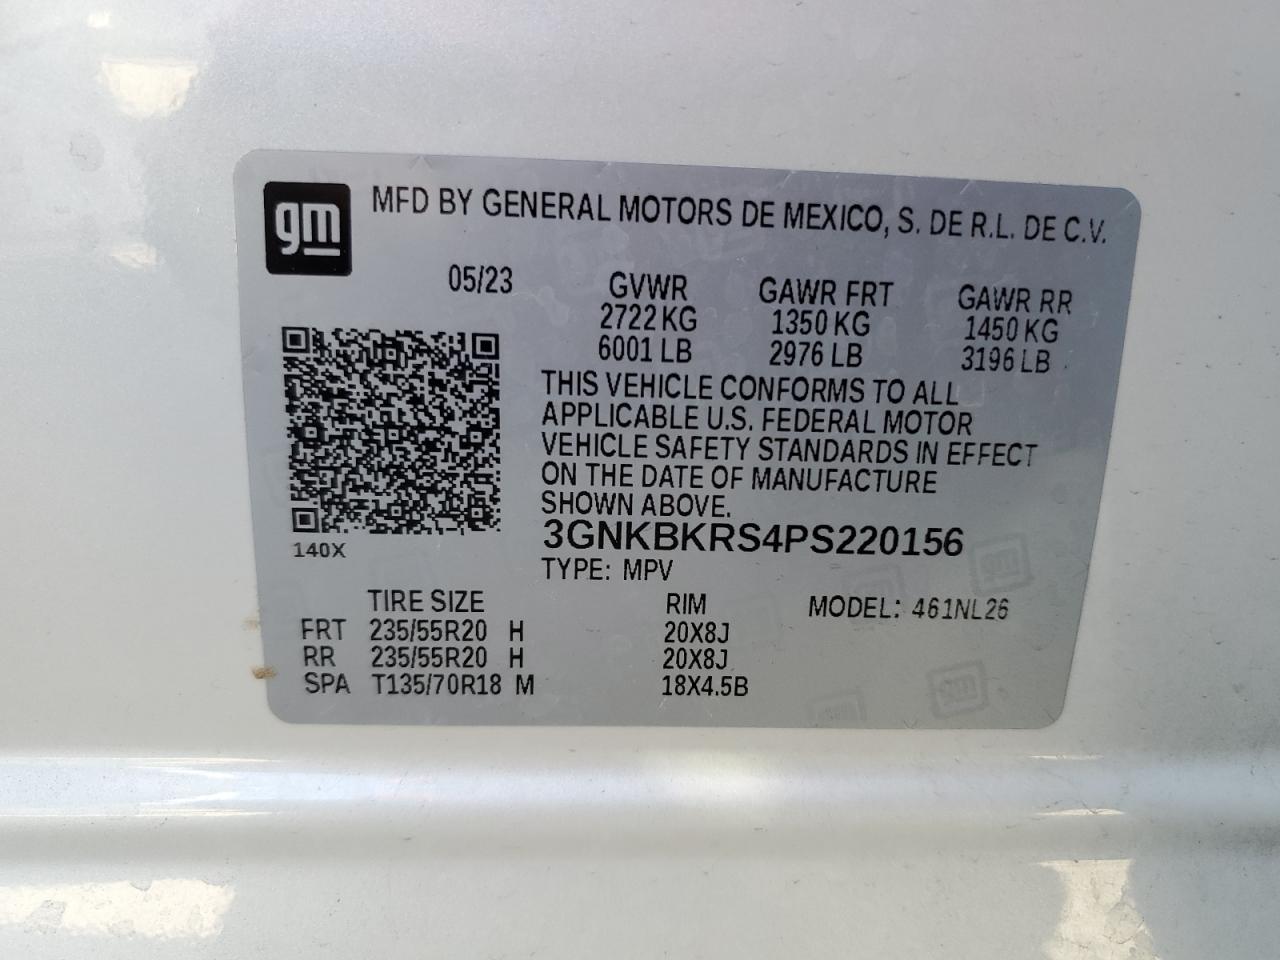 gm
MFD BY GENERAL MOTORS DE MEXICO, S. DE R.L. DE C.V.
05/23
GVWR GAWR FRT GAWR RR
2722 KG 1350 KG 1450 KG
6001 LB 2976 LB 3196 LB
THIS VEHICLE CONFORMS TO ALL
APPLICABLE U.S. FEDERAL MOTOR
VEHICLE SAFETY STANDARDS IN EFFECT
ON THE DATE OF MANUFACTURE
SHOWN ABOVE.
3GNKBKRS4PS220156
140X
TYPE: MPV
TIRE SIZE RIM MODEL: 461NL26
FRT 235/55R20 H 20X8J
RR 235/55R20 H 20X8J
SPA T135/70R18 M 18X4.5B